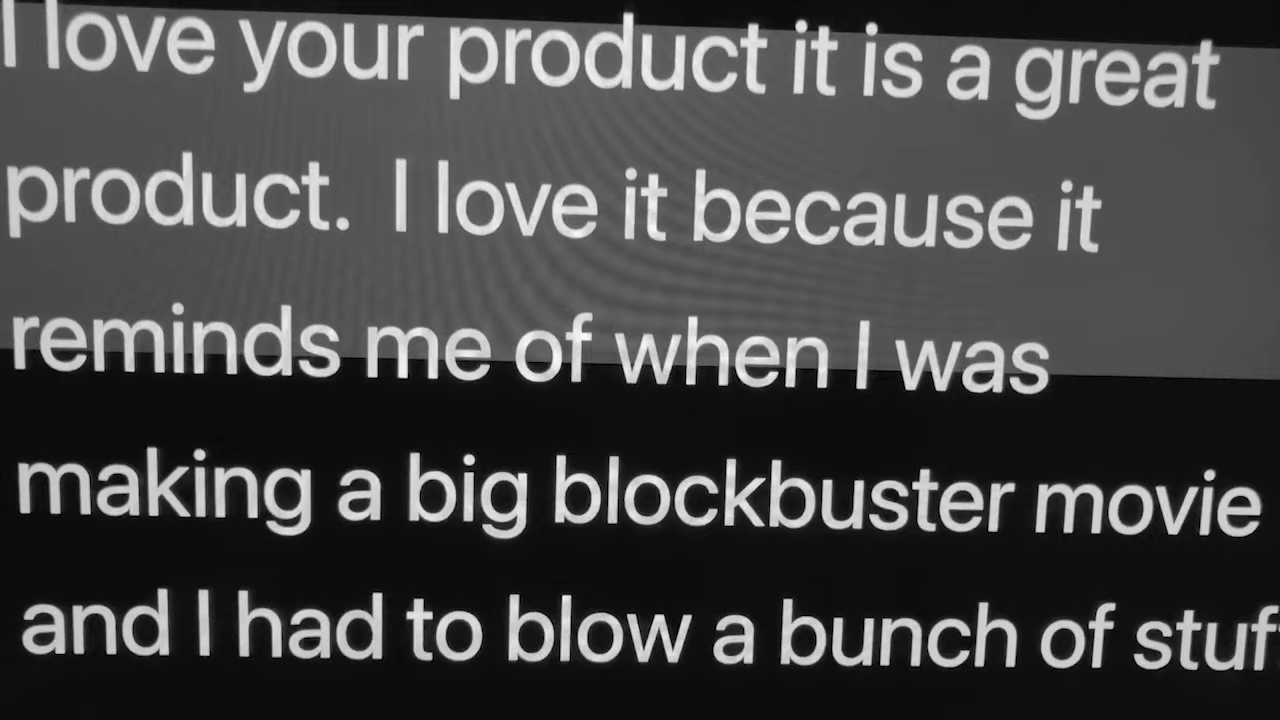 I love your product it is a great
product.  I love it because it
reminds me of when I was
making a big blockbuster movie
and I had to blow a bunch of stuf